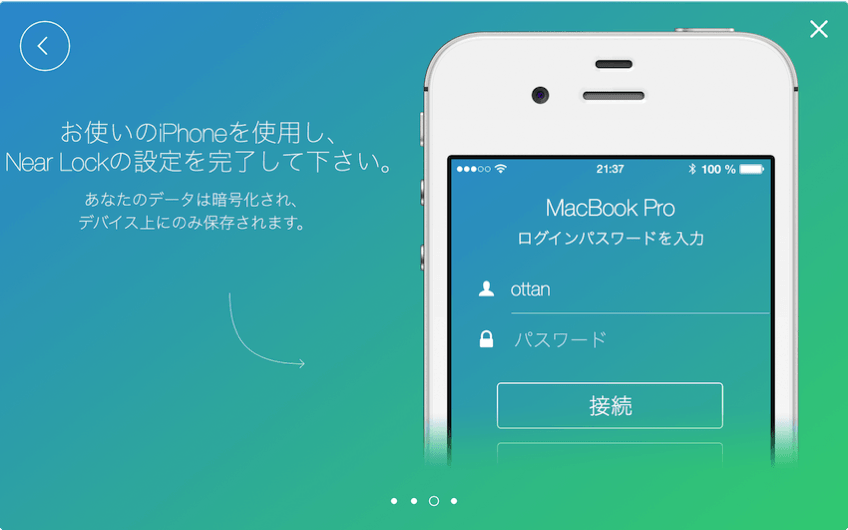 お使いのiPhoneを使用し、
Near Lockの設定を完了して下さい。
あなたのデータは暗号化され、
デバイス上にのみ保存されます。
21:37
100 %
MacBook Pro
ログインパスワードを入力
ottan
パスワード
接続